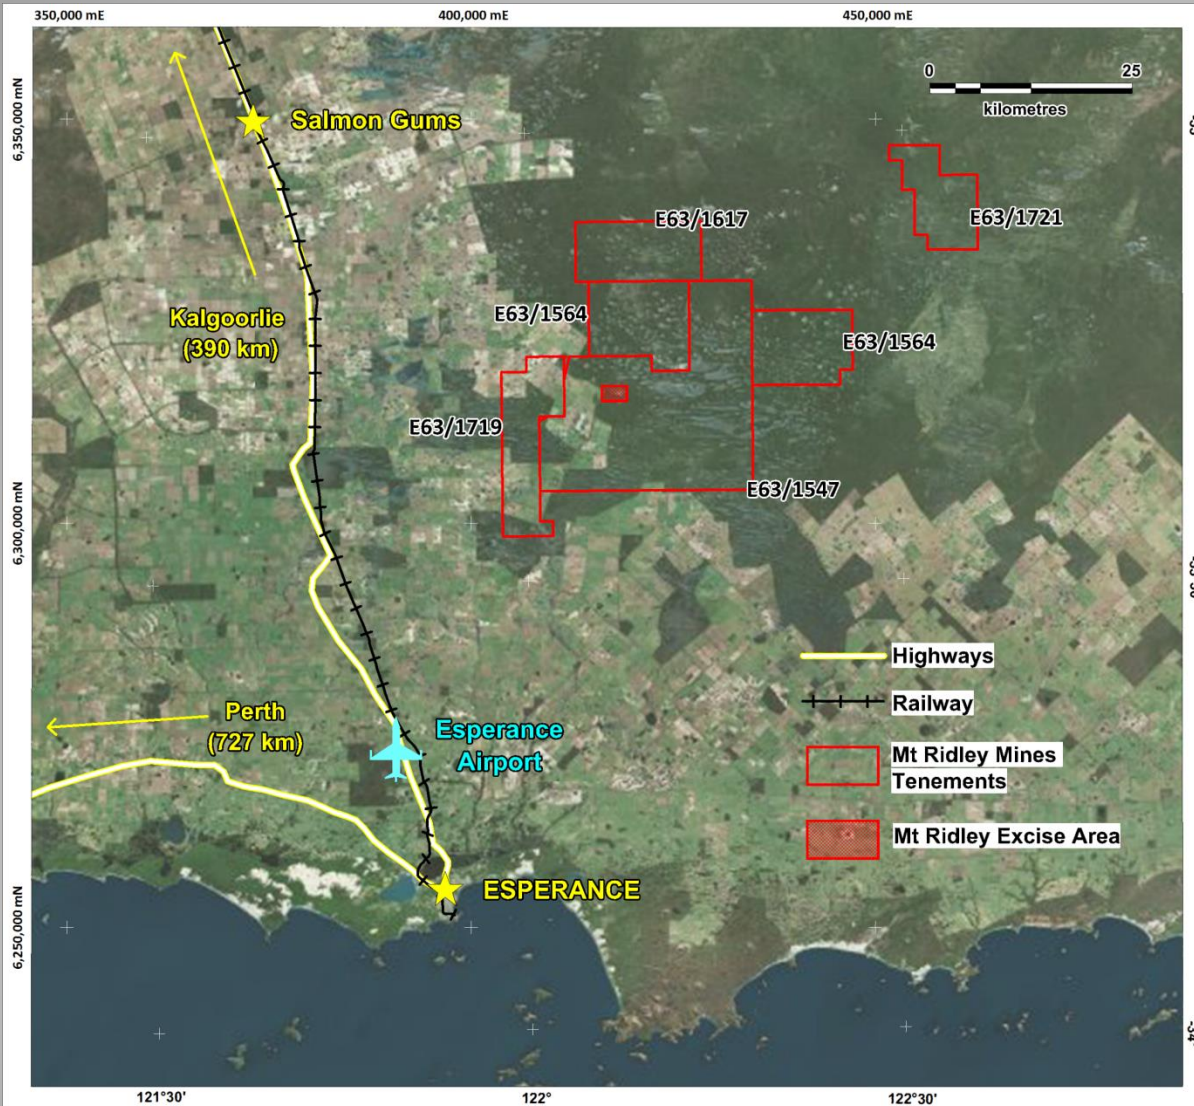 350,000 mE
400,000 mE
450,000 mE
0
25
kilometres
6,350,000 mN
Salmon Gums
E63/1617
E63/1721
Kalgoorlie
(390 km)
E63/1564
E63/1564
E63/1719
E63/1547
6,300,000 mN
Highways
Railway
Perth
(727 km)
Esperance
Airport
Mt Ridley Mines
Tenements
Mt Ridley Excise Area
ESPERANCE
6,250,000 mN
121°30'
122°
122°30'